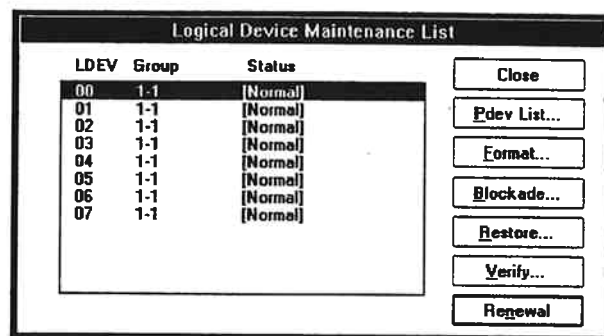 Logical Device Maintenance List
LDEV Group Status
00 1-1 [Normal]
01 1-1 [Normal]
02 1-1 [Normal]
03 1-1 [Normal]
04 1-1 [Normal]
05 1-1 [Normal]
06 1-1 [Normal]
07 1-1 [Normal]
Close
Pdev List...
Format...
Blockade...
Restore...
Verify...
Renewal